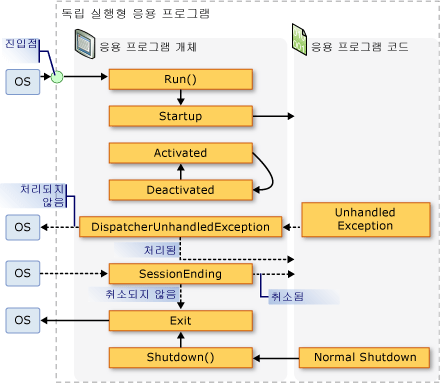 독립 실행형 응용 프로그램
진입점
응용 프로그램 개체
응용 프로그램 코드
OS
Run()
Startup
Activated
Deactivated
처리되지
않음
OS
DispatcherUnhandledException
Unhandled
Exception
처리됨
OS
SessionEnding
취소되지 않음
취소됨
OS
Exit
Shutdown()
Normal Shutdown